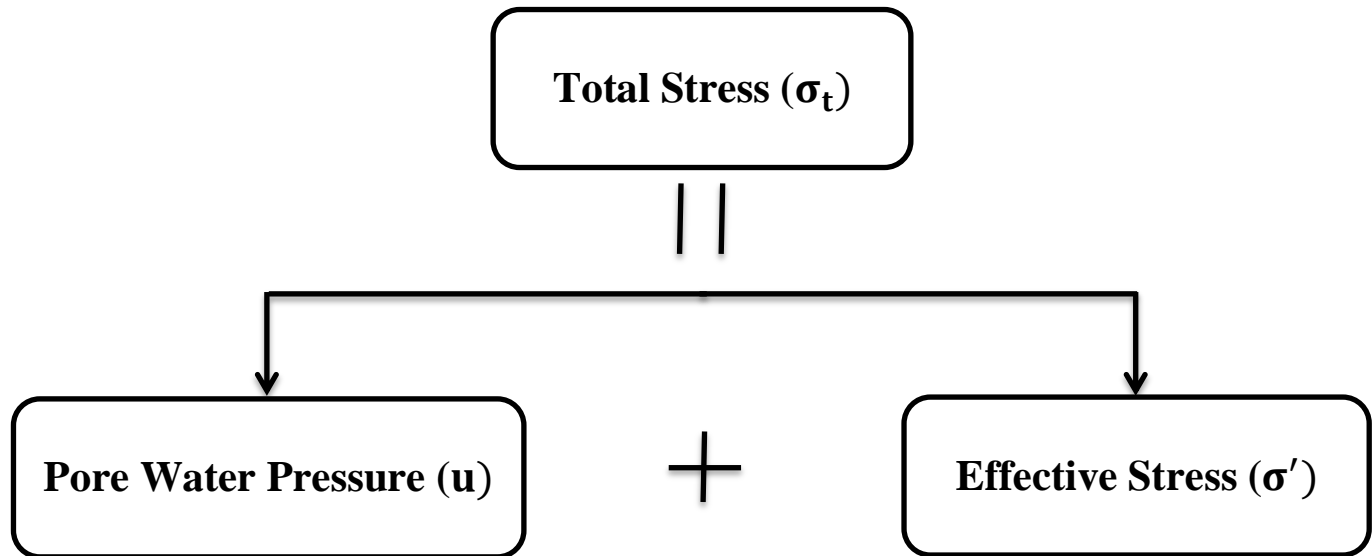 Total Stress (σₜ)
Pore Water Pressure (u)
+
Effective Stress (σ′)